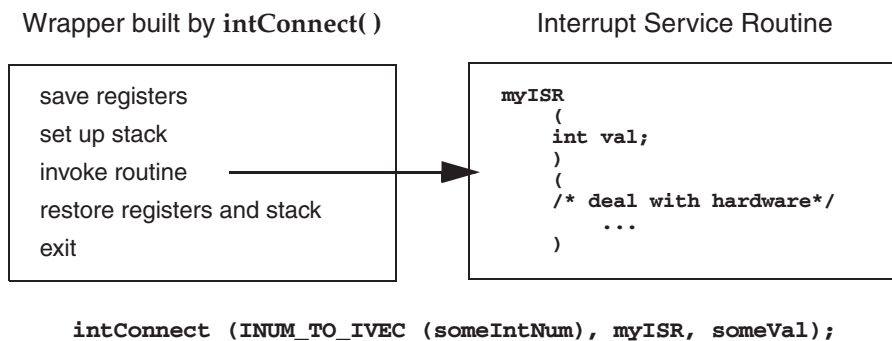 Wrapper built by intConnect( )
Interrupt Service Routine
save registers
set up stack
invoke routine
restore registers and stack
exit
myISR
(
int val;
)
(
/* deal with hardware*/
...
)
intConnect (INUM_TO_IVEC (someIntNum), myISR, someVal);